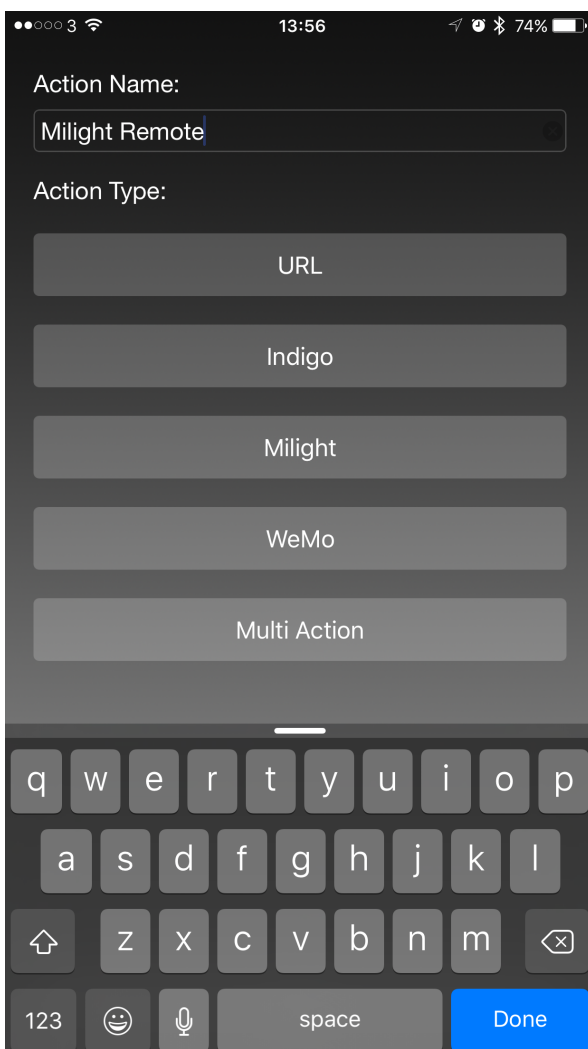 3 13:56 74%
Action Name:
Milight Remote
Action Type:
URL
Indigo
Milight
WeMo
Multi Action
q w e r t y u i o p
a s d f g h j k l
z x c v b n m
123 space Done